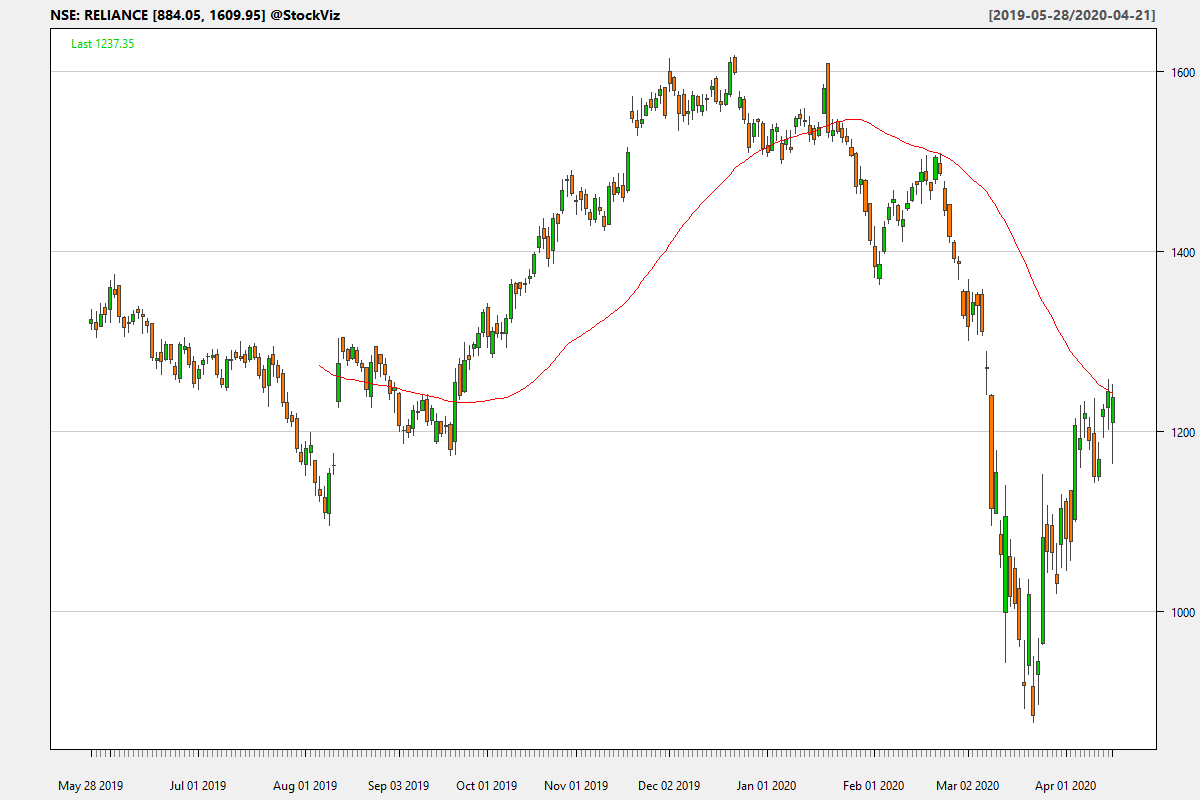 NSE: RELIANCE [884.05, 1609.95] @StockViz
[2019-05-28/2020-04-21]
Last 1237.35
1600
1400
1200
1000
May 28 2019
Jul 01 2019
Aug 01 2019
Sep 03 2019
Oct 01 2019
Nov 01 2019
Dec 02 2019
Jan 01 2020
Feb 01 2020
Mar 02 2020
Apr 01 2020